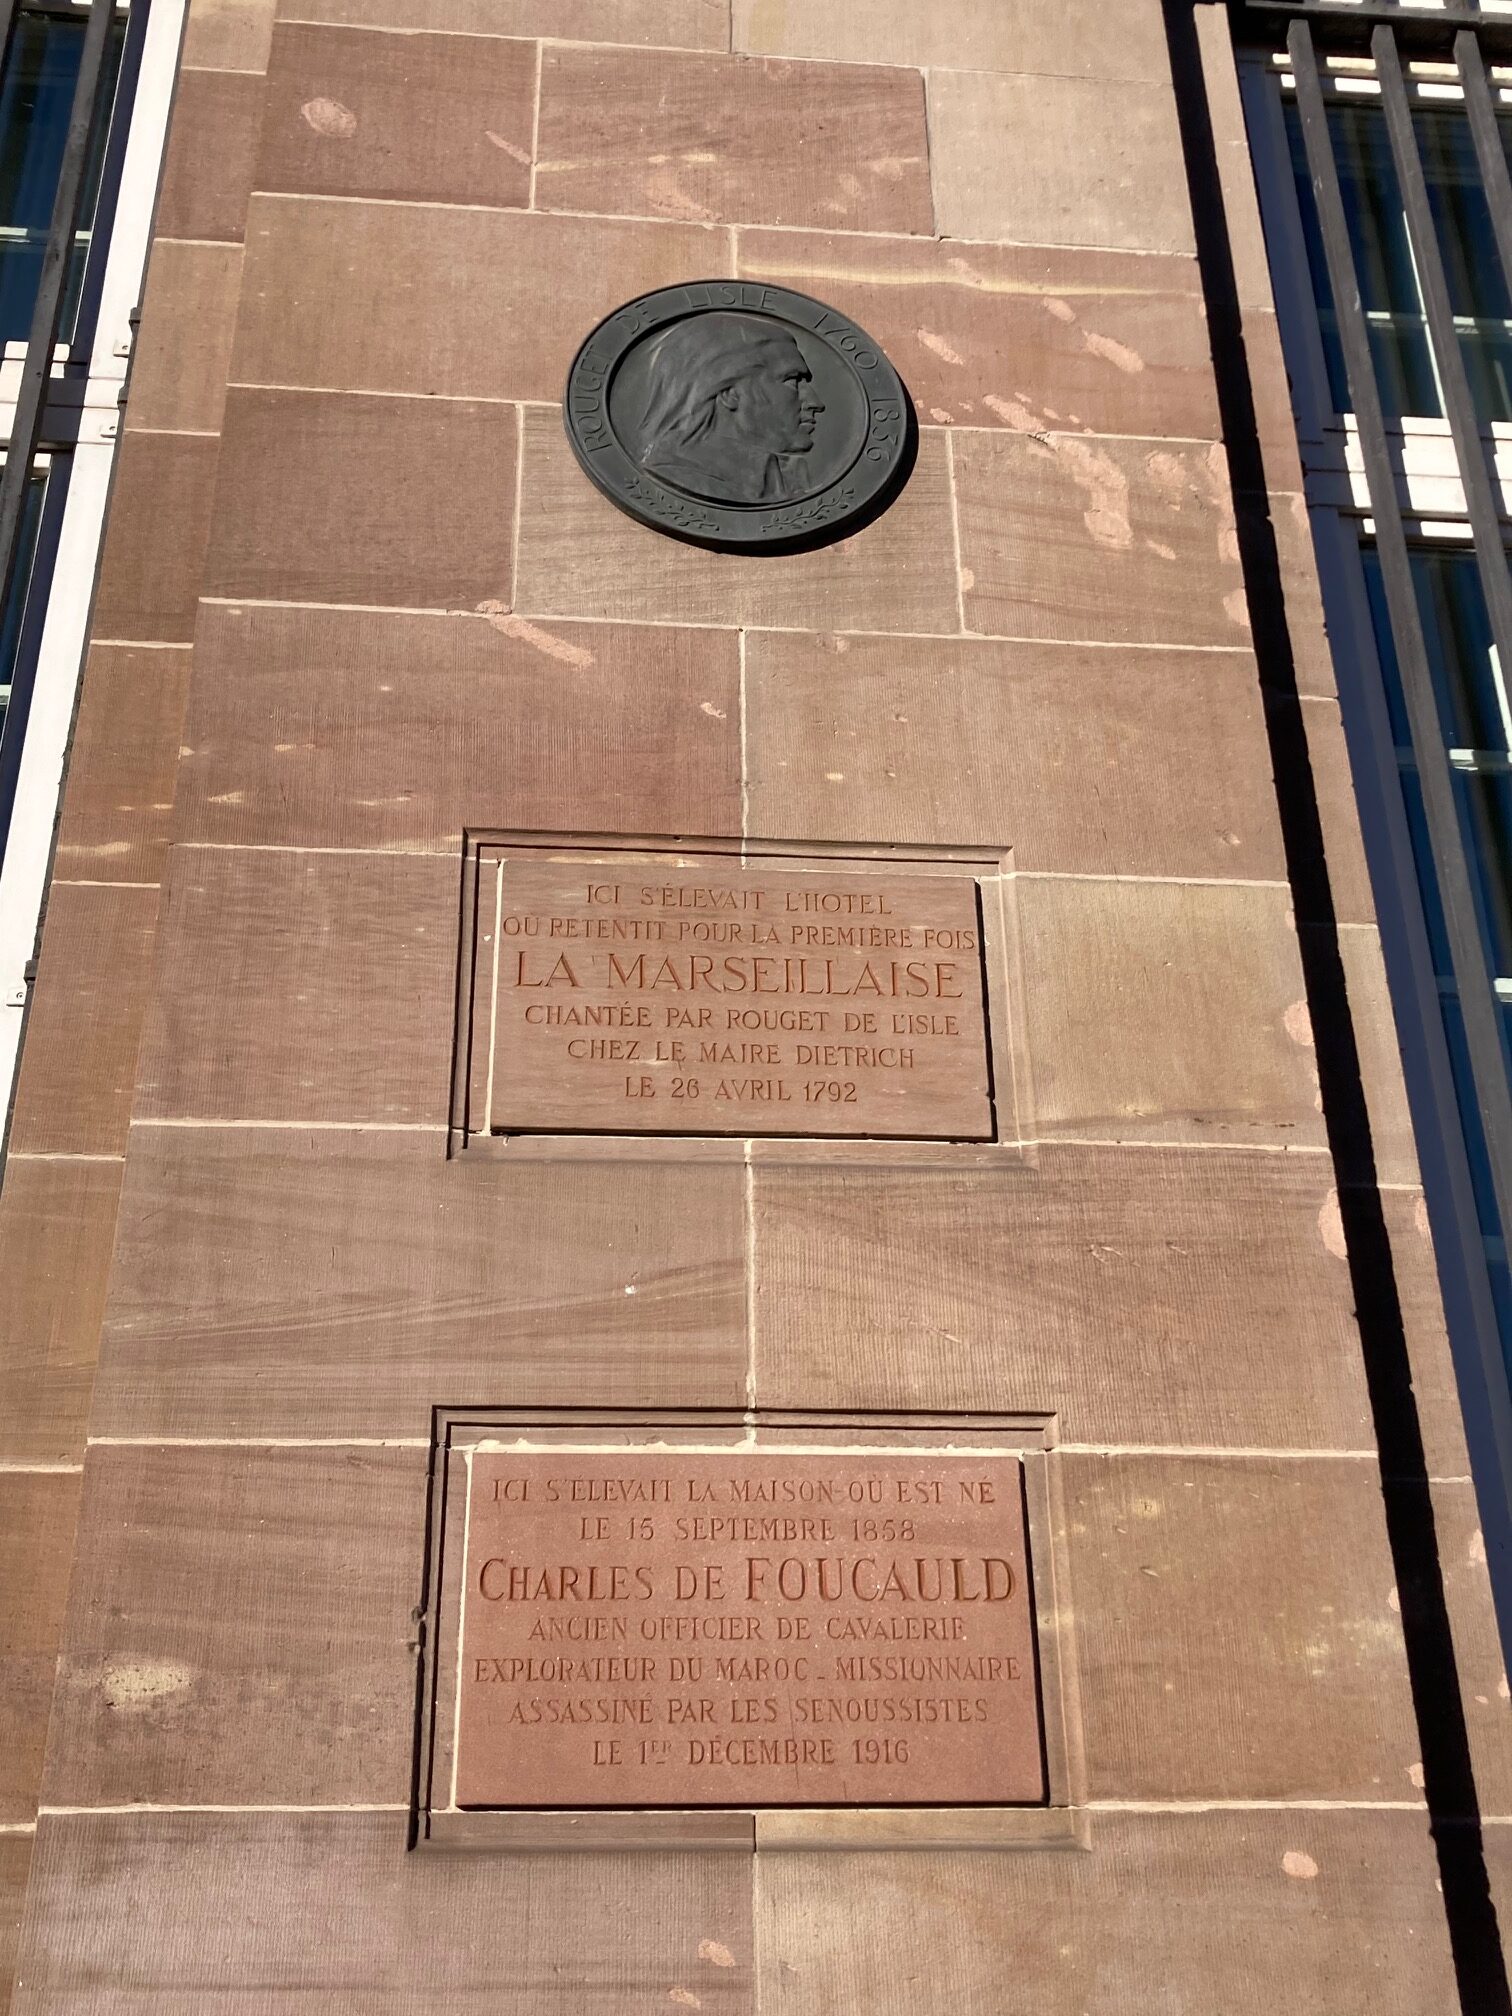 ROUGET DE LISLE 1760-1836
ICI S'ÉLEVAIT L'HOTEL
OÙ RETENTIT POUR LA PREMIÈRE FOIS
LA MARSEILLAISE
CHANTÉE PAR ROUGET DE L'ISLE
CHEZ LE MAIRE DIETRICH
LE 26 AVRIL 1792
ICI S'ÉLEVAIT LA MAISON OÙ EST NÉ
LE 15 SEPTEMBRE 1858
CHARLES DE FOUCAULD
ANCIEN OFFICIER DE CAVALERIE
EXPLORATEUR DU MAROC - MISSIONNAIRE
ASSASSINÉ PAR LES SENOUSSISTES
LE 1ER DÉCEMBRE 1916